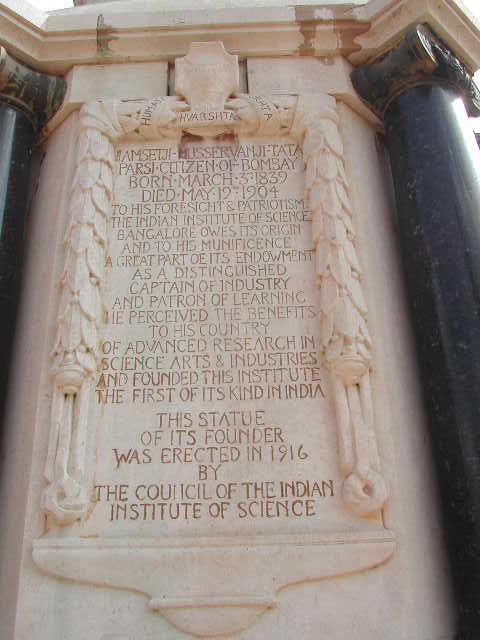 HUMATA HVARSHTA HUKHTA
JAMSETJI·NUSSERVANJI·TATA
PARSI·CITIZEN·OF·BOMBAY
BORN·MARCH·3RD·1839
DIED·MAY·19TH·1904
TO HIS FORESIGHT & PATRIOTISM
THE INDIAN INSTITUTE OF SCIENCE
BANGALORE OWES ITS ORIGIN
AND TO HIS MUNIFICENCE
A GREAT PART OF ITS ENDOWMENT
AS A DISTINGUISHED
CAPTAIN OF INDUSTRY
AND PATRON OF LEARNING
HE PERCEIVED THE BENEFITS
TO HIS COUNTRY
OF ADVANCED RESEARCH IN
SCIENCE ARTS & INDUSTRIES
AND FOUNDED THIS INSTITUTE
THE FIRST OF ITS KIND IN INDIA
THIS STATUE
OF ITS FOUNDER
WAS ERECTED IN 1916
BY
THE COUNCIL OF THE INDIAN
INSTITUTE OF SCIENCE